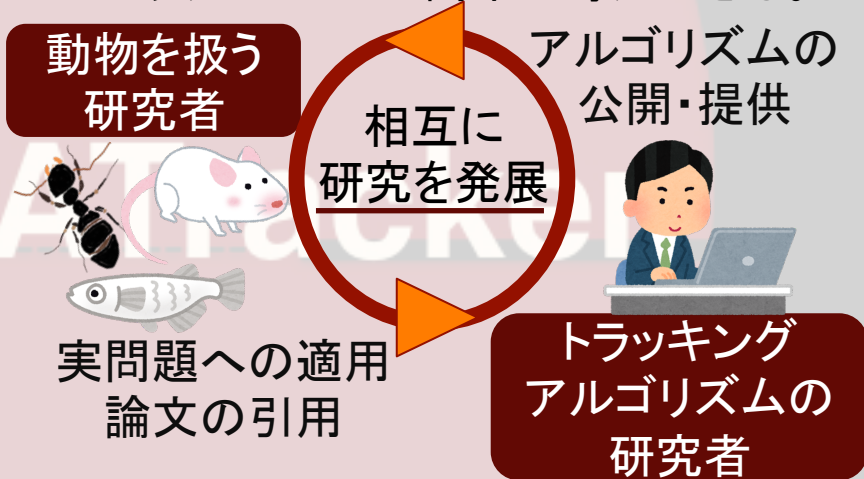 動物を扱う
研究者
アルゴリズムの
公開・提供
相互に
研究を発展
ATracker
実問題への適用
論文の引用
トラッキング
アルゴリズムの
研究者